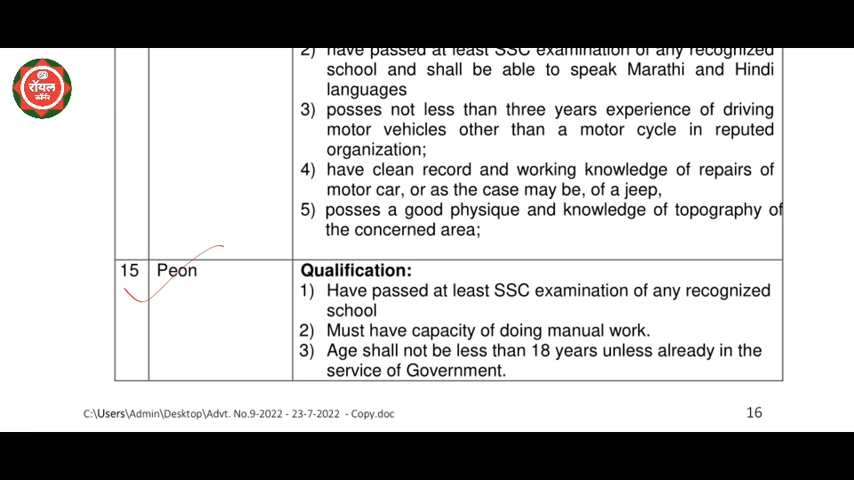 रॉयल
कॉर्नर
2) have passed at least SSC examination of any recognized
school and shall be able to speak Marathi and Hindi
languages
3) posses not less than three years experience of driving
motor vehicles other than a motor cycle in reputed
organization;
4) have clean record and working knowledge of repairs of
motor car, or as the case may be, of a jeep,
5) posses a good physique and knowledge of topography of
the concerned area;
15 Peon Qualification:
1) Have passed at least SSC examination of any recognized
school
2) Must have capacity of doing manual work.
3) Age shall not be less than 18 years unless already in the
service of Government.
C:\Users\Admin\Desktop\Advt. No.9-2022 - 23-7-2022 - Copy.doc 16